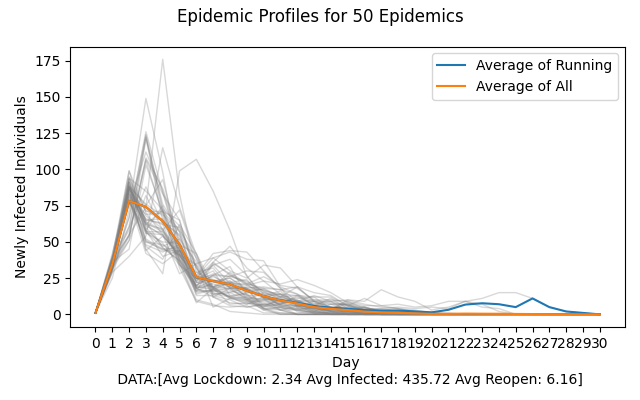 Epidemic Profiles for 50 Epidemics
175
150
125
100
75
50
25
0
Newly Infected Individuals
Average of Running
Average of All
0 1 2 3 4 5 6 7 8 9 10 11 12 13 14 15 16 17 18 19 20 21 22 23 24 25 26 27 28 29 30
Day
DATA:[Avg Lockdown: 2.34 Avg Infected: 435.72 Avg Reopen: 6.16]